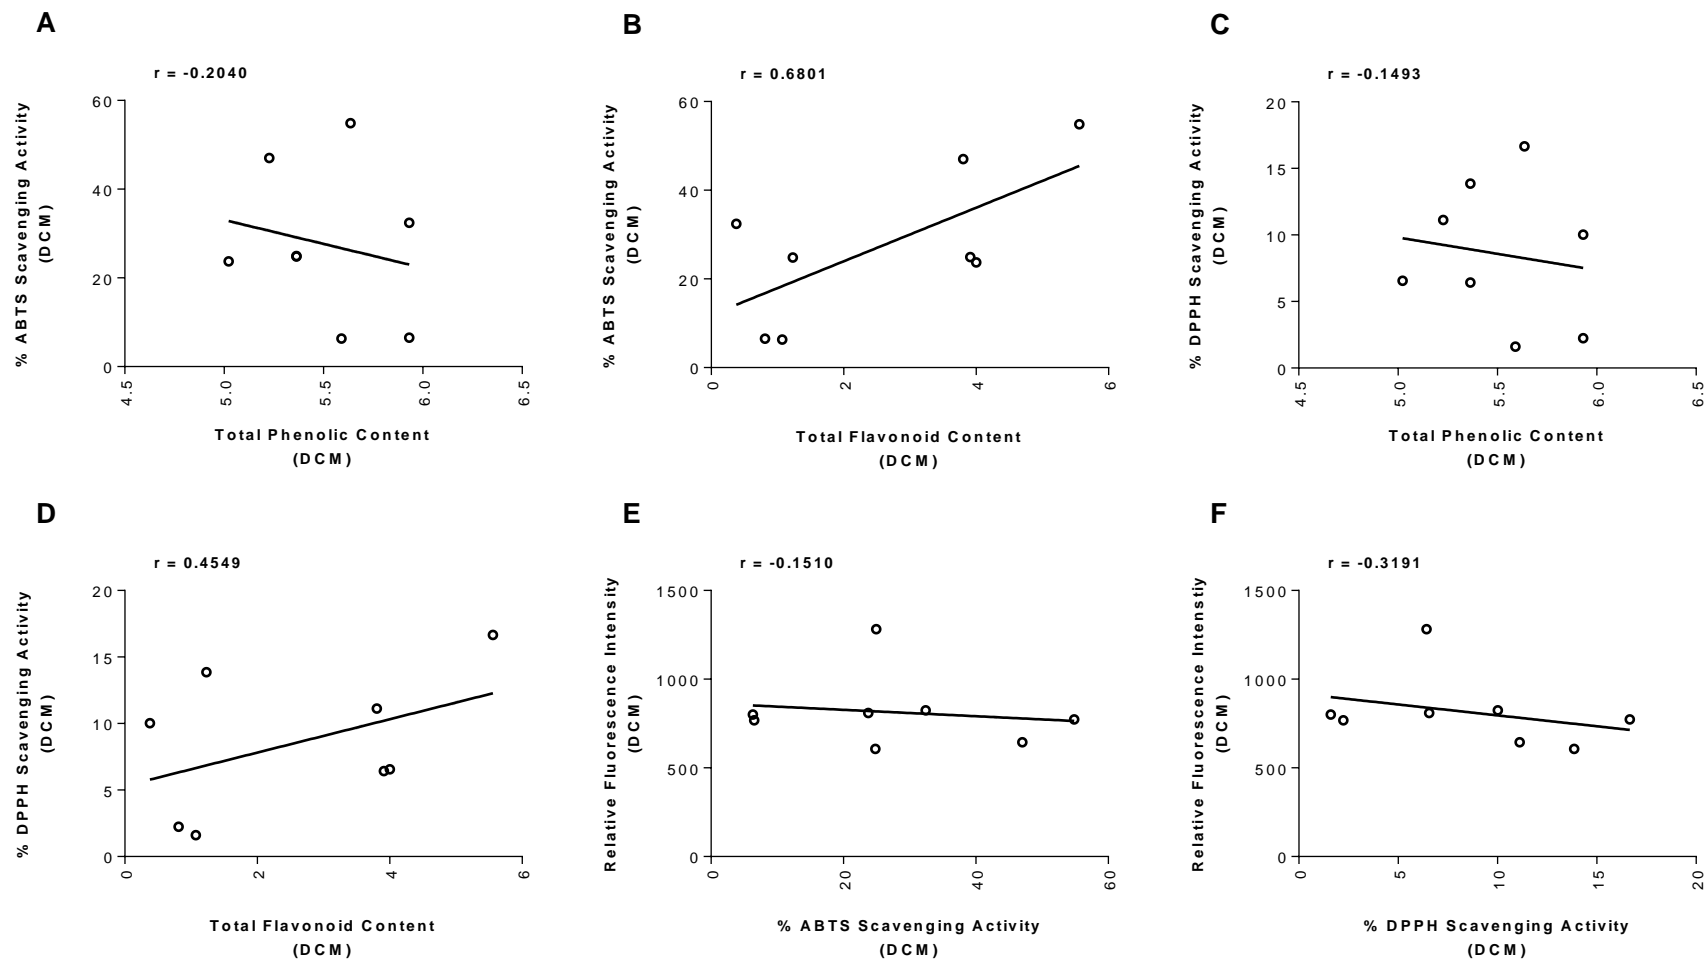 A
r = -0.2040
% ABTS Scavenging Activity
(DCM)
60
40
20
0
4.5
5.0
5.5
6.0
6.5
Total Phenolic Content
(DCM)
B
r = 0.6801
% ABTS Scavenging Activity
(DCM)
60
40
20
0
0
2
4
6
Total Flavonoid Content
(DCM)
C
r = -0.1493
% DPPH Scavenging Activity
(DCM)
20
15
10
5
0
4.5
5.0
5.5
6.0
6.5
Total Phenolic Content
(DCM)
D
r = 0.4549
% DPPH Scavenging Activity
(DCM)
20
15
10
5
0
0
2
4
6
Total Flavonoid Content
(DCM)
E
r = -0.1510
Relative Fluorescence Intensity
(DCM)
1500
1000
500
0
0
20
40
60
% ABTS Scavenging Activity
(DCM)
F
r = -0.3191
Relative Fluorescence Intenstiy
(DCM)
1500
1000
500
0
0
5
10
15
20
% DPPH Scavenging Activity
(DCM)